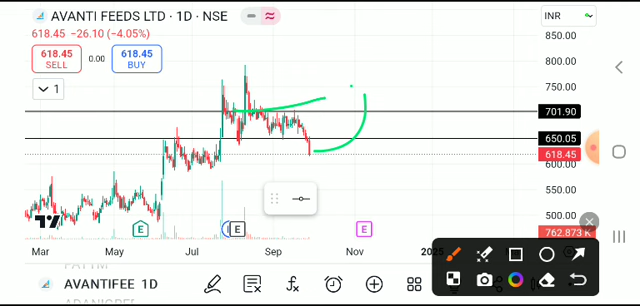 AVANTI FEEDS LTD · 1D · NSE
INR
618.45 −26.10 (−4.05%)
618.45 SELL
0.00
618.45 BUY
1
850.00
800.00
750.00
701.90
650.05
618.45
600.00
550.00
500.00
762.873 K
E
E
E
Mar
May
Jul
Sep
Nov
2025
AVANTIFEE 1D